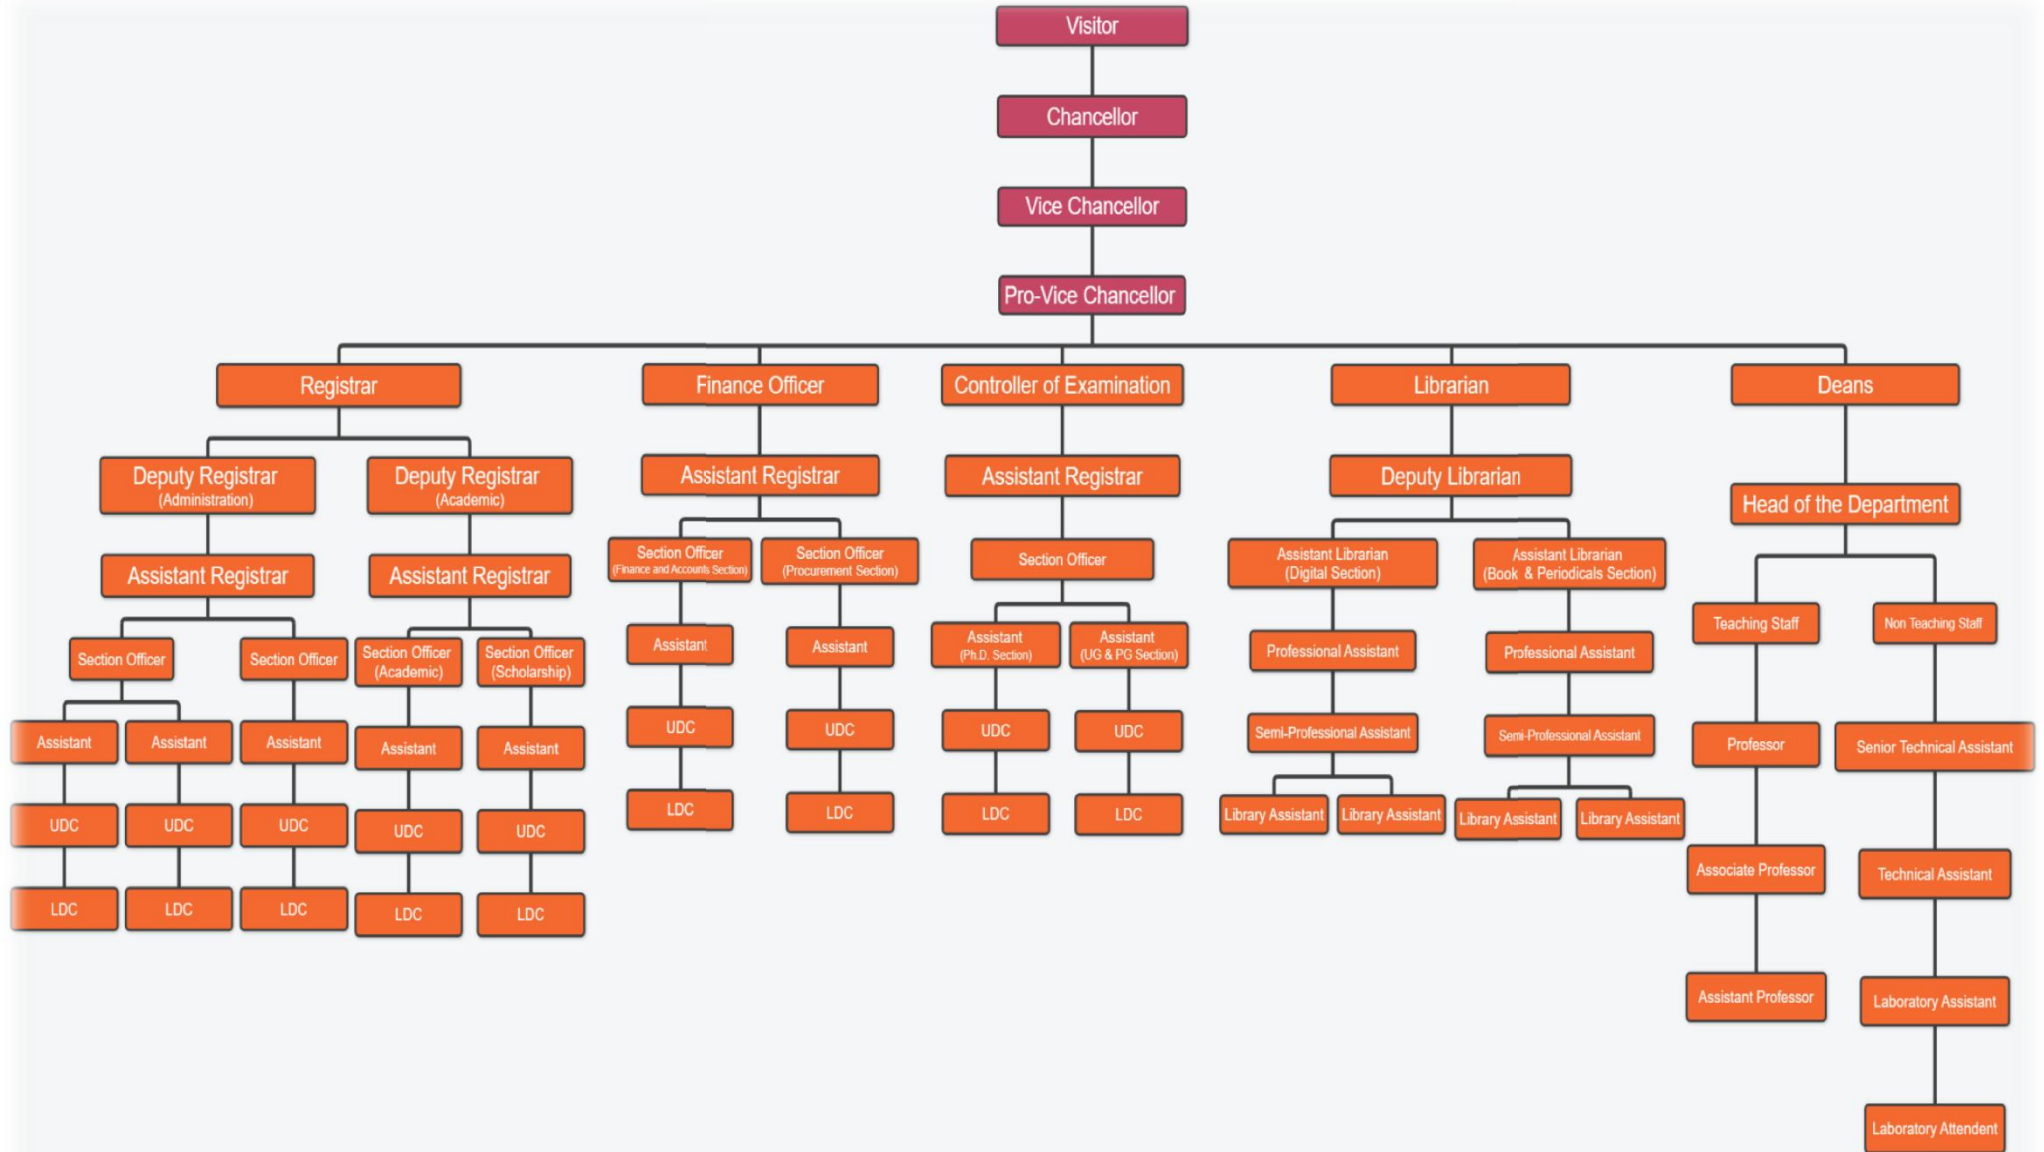 Visitor
Chancellor
Vice Chancellor
Pro-Vice Chancellor
Registrar
Finance Officer
Controller of Examination
Librarian
Deans
Deputy Registrar
(Administration)
Deputy Registrar
(Academic)
Assistant Registrar
Assistant Registrar
Deputy Librarian
Head of the Department
Assistant Registrar
Assistant Registrar
Section Officer
(Finance and Accounts Section)
Section Officer
(Procurement Section)
Section Officer
Assistant Librarian
(Digital Section)
Assistant Librarian
(Book & Periodicals Section)
Teaching Staff
Non Teaching Staff
Section Officer
Section Officer
Section Officer
(Academic)
Section Officer
(Scholarship)
Assistant
Assistant
Assistant
(Ph.D. Section)
Assistant
(UG & PG Section)
Professional Assistant
Professional Assistant
Assistant
Assistant
Assistant
Assistant
Assistant
UDC
UDC
UDC
UDC
Semi-Professional Assistant
Semi-Professional Assistant
Professor
Senior Technical Assistant
UDC
UDC
UDC
UDC
UDC
LDC
LDC
LDC
LDC
Library Assistant
Library Assistant
Library Assistant
Library Assistant
Associate Professor
Technical Assistant
LDC
LDC
LDC
LDC
LDC
Assistant Professor
Laboratory Assistant
Laboratory Attendent